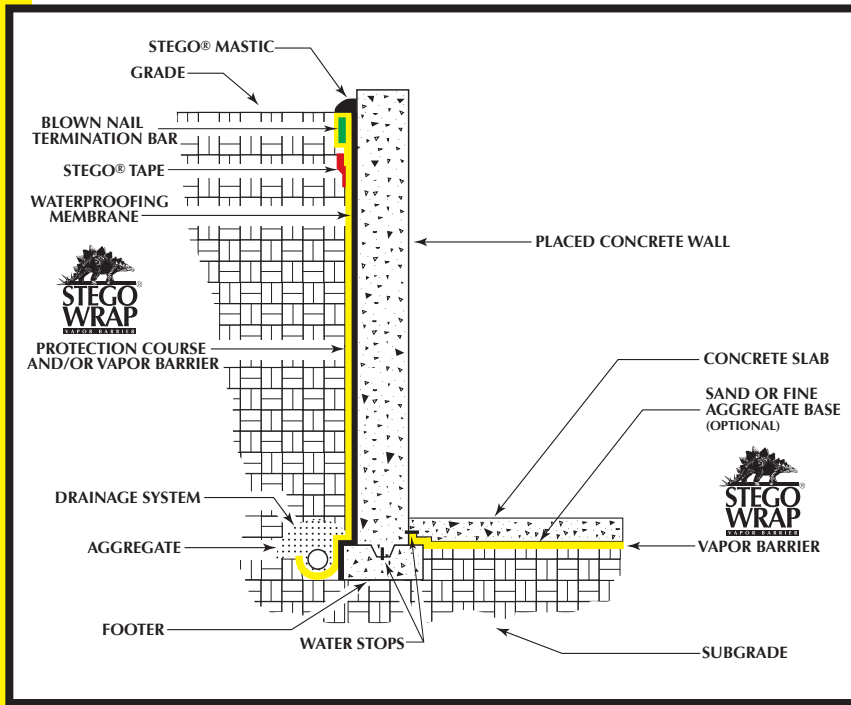 STEGO® MASTIC
GRADE
BLOWN NAIL
TERMINATION BAR
STEGO® TAPE
WATERPROOFING
MEMBRANE
PLACED CONCRETE WALL
STEGO®
WRAP
VAPOR BARRIER
PROTECTION COURSE
AND/OR VAPOR BARRIER
CONCRETE SLAB
SAND OR FINE
AGGREGATE BASE
(OPTIONAL)
STEGO®
WRAP
VAPOR BARRIER
DRAINAGE SYSTEM
AGGREGATE
VAPOR BARRIER
FOOTER
WATER STOPS
SUBGRADE